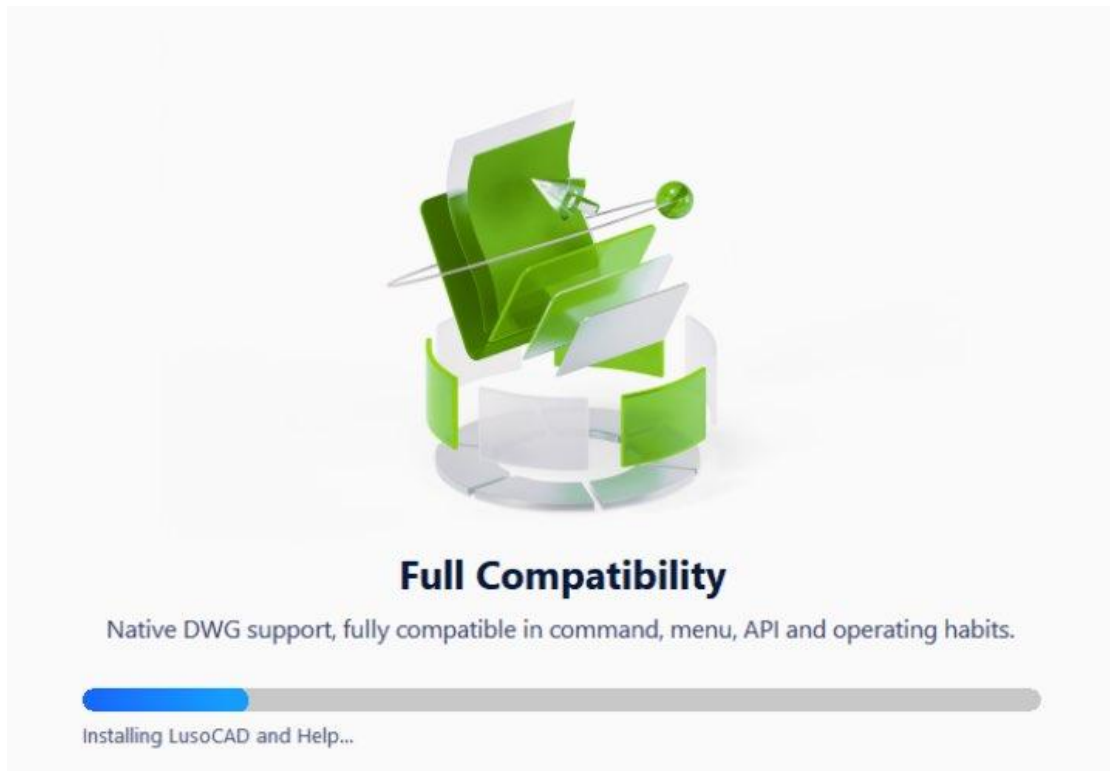 Full Compatibility
Native DWG support, fully compatible in command, menu, API and operating habits.
Installing LusoCAD and Help...